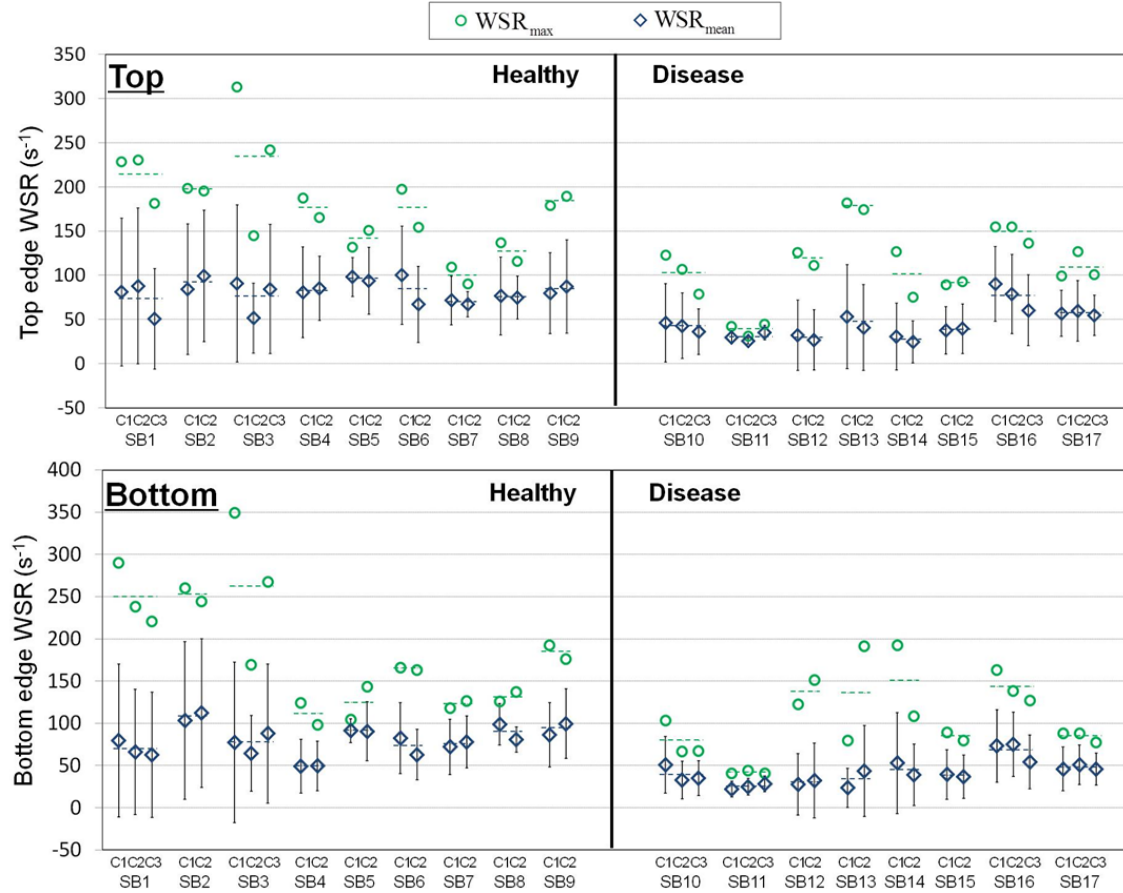 WSRmax WSRmean
Top edge WSR (s-1)
350
300
250
200
150
100
50
0
-50
Top Healthy Disease
C1C2C3 C1C2 C1C2C3 C1C2 C1C2 C1C2 C1C2 C1C2 C1C2 C1C2C3 C1C2C3 C1C2 C1C2 C1C2 C1C2 C1C2C3 C1C2C3
SB1 SB2 SB3 SB4 SB5 SB6 SB7 SB8 SB9 SB10 SB11 SB12 SB13 SB14 SB15 SB16 SB17
Bottom edge WSR (s-1)
400
350
300
250
200
150
100
50
0
-50
Bottom Healthy Disease
C1C2C3 C1C2 C1C2C3 C1C2 C1C2 C1C2 C1C2 C1C2 C1C2 C1C2C3 C1C2C3 C1C2 C1C2 C1C2 C1C2 C1C2C3 C1C2C3
SB1 SB2 SB3 SB4 SB5 SB6 SB7 SB8 SB9 SB10 SB11 SB12 SB13 SB14 SB15 SB16 SB17